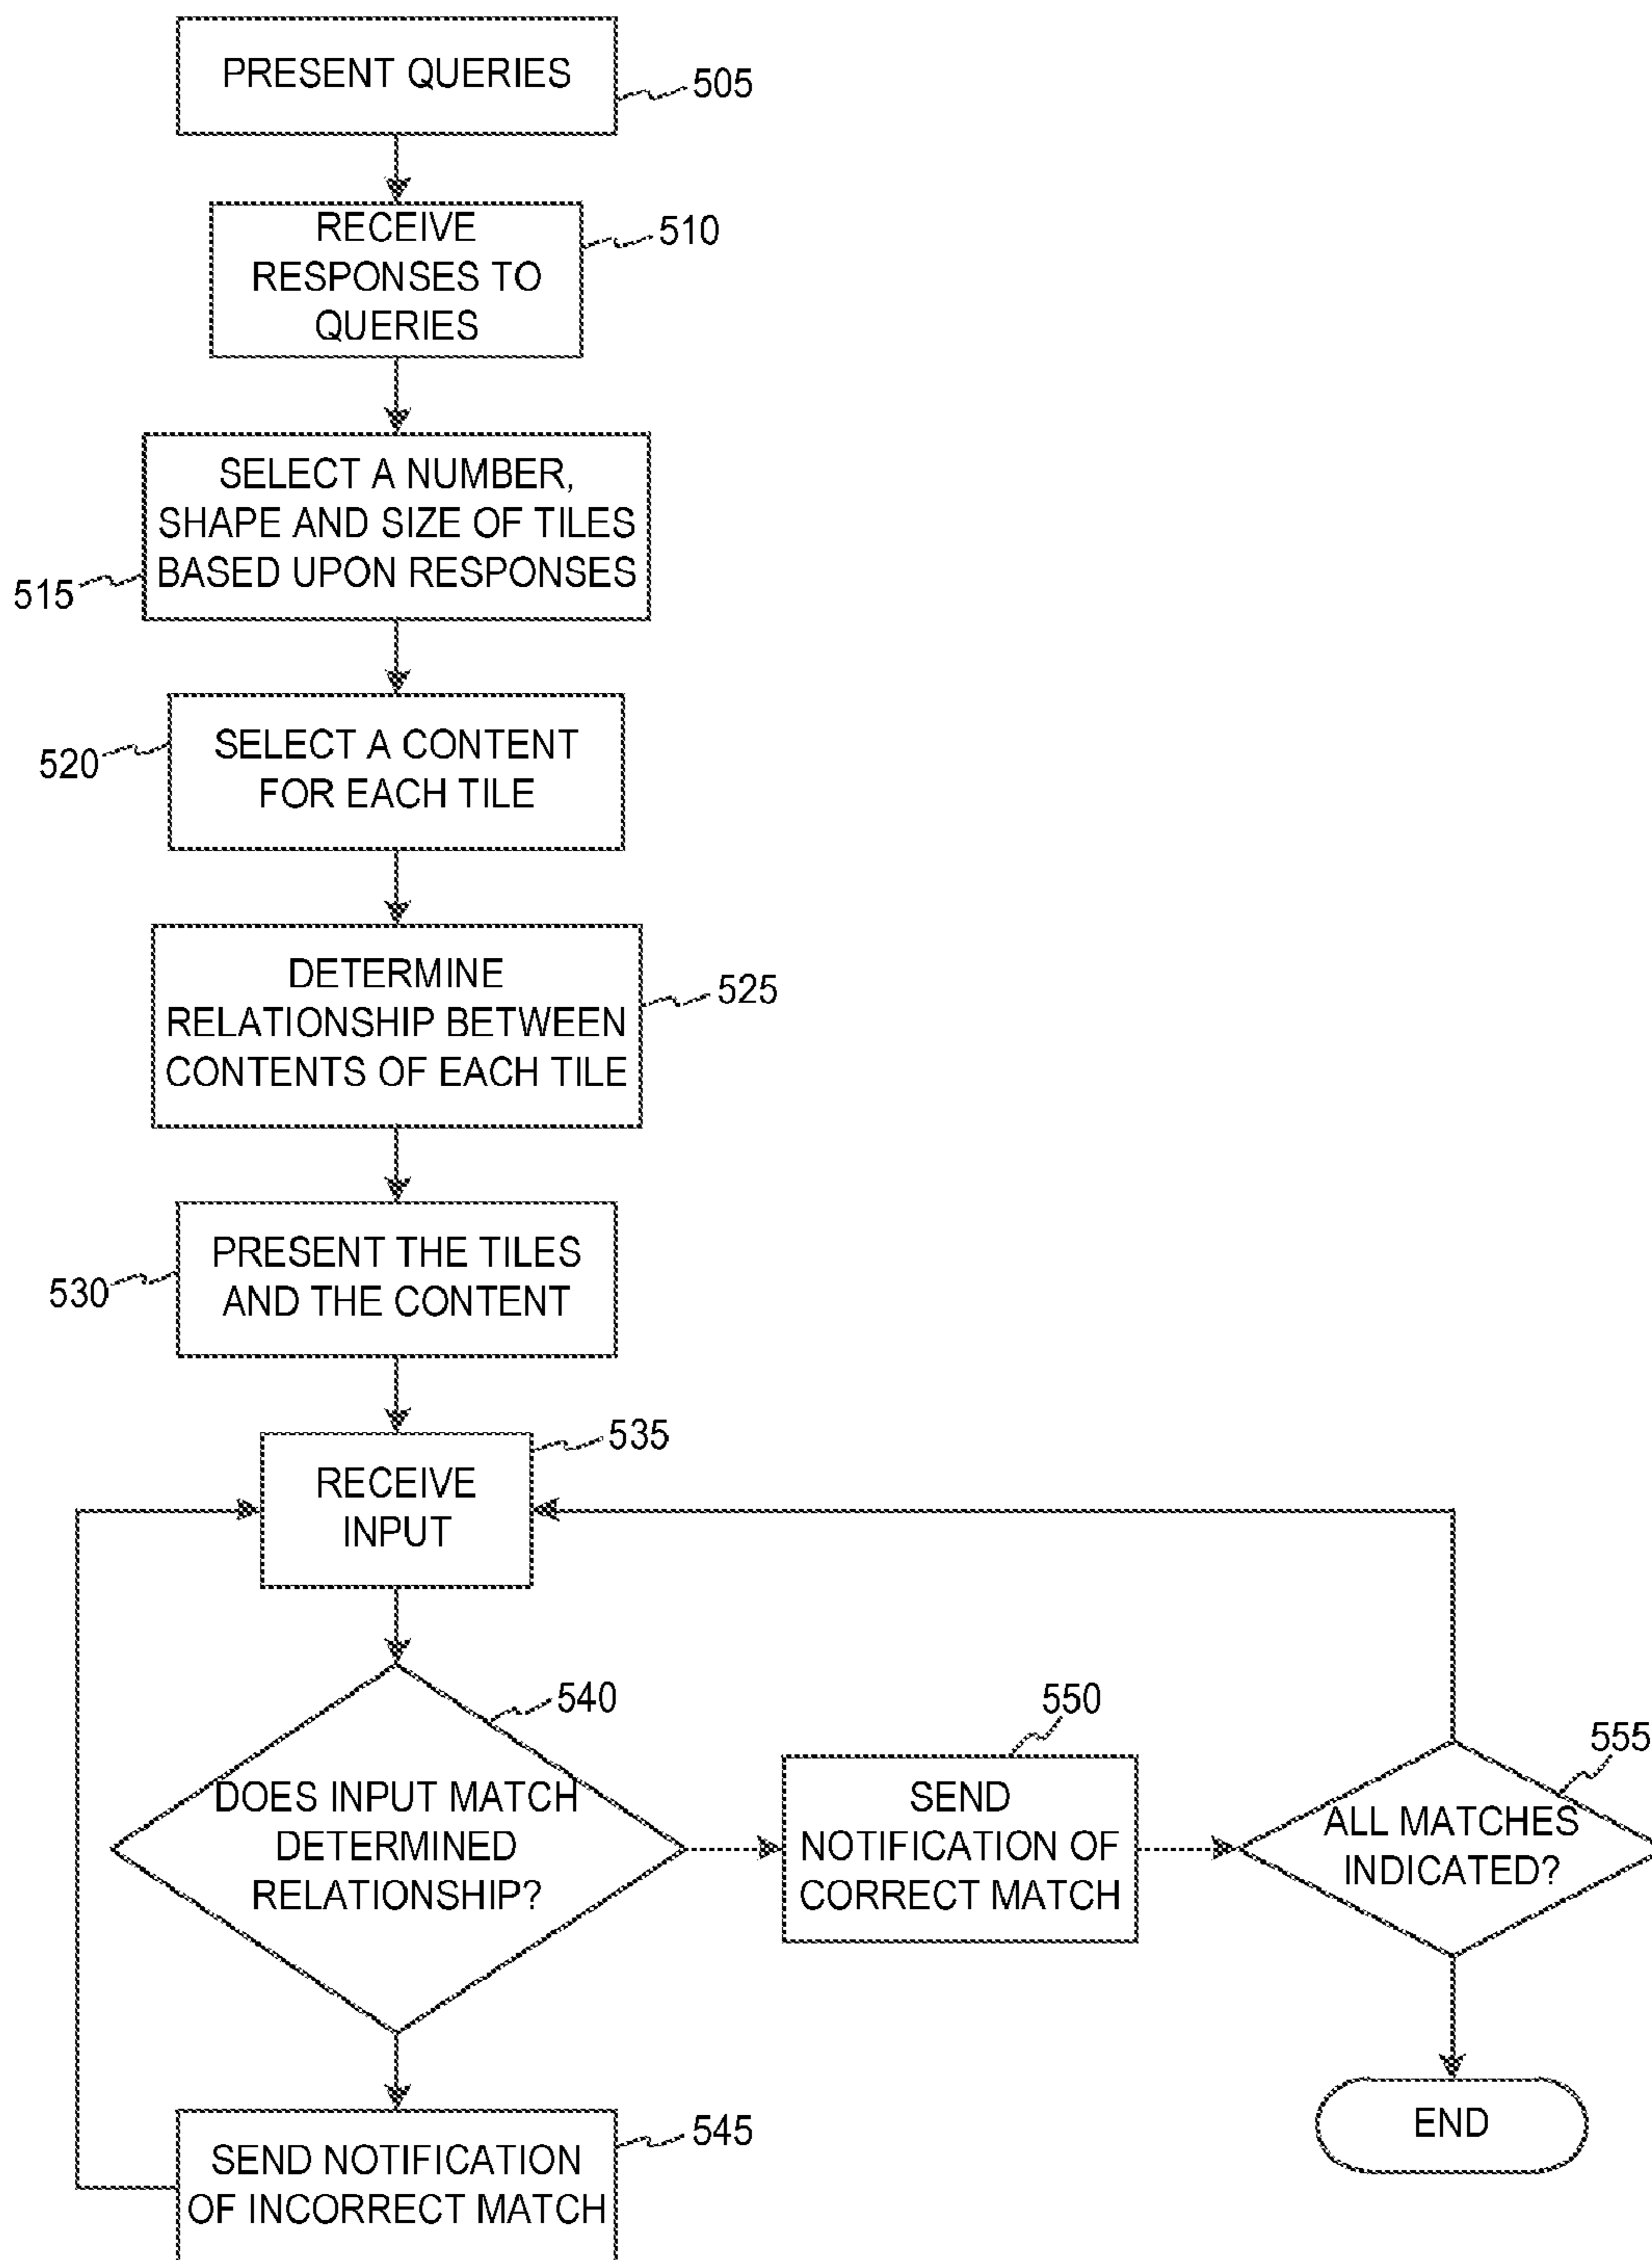 PRESENT QUERIES
505
RECEIVE
RESPONSES TO
QUERIES
510
SELECT A NUMBER,
SHAPE AND SIZE OF TILES
BASED UPON RESPONSES
515
SELECT A CONTENT
FOR EACH TILE
520
DETERMINE
RELATIONSHIP BETWEEN
CONTENTS OF EACH TILE
525
PRESENT THE TILES
AND THE CONTENT
530
RECEIVE
INPUT
535
DOES INPUT MATCH
DETERMINED
RELATIONSHIP?
540
SEND
NOTIFICATION OF
CORRECT MATCH
550
ALL MATCHES
INDICATED?
555
SEND NOTIFICATION
OF INCORRECT MATCH
545
END